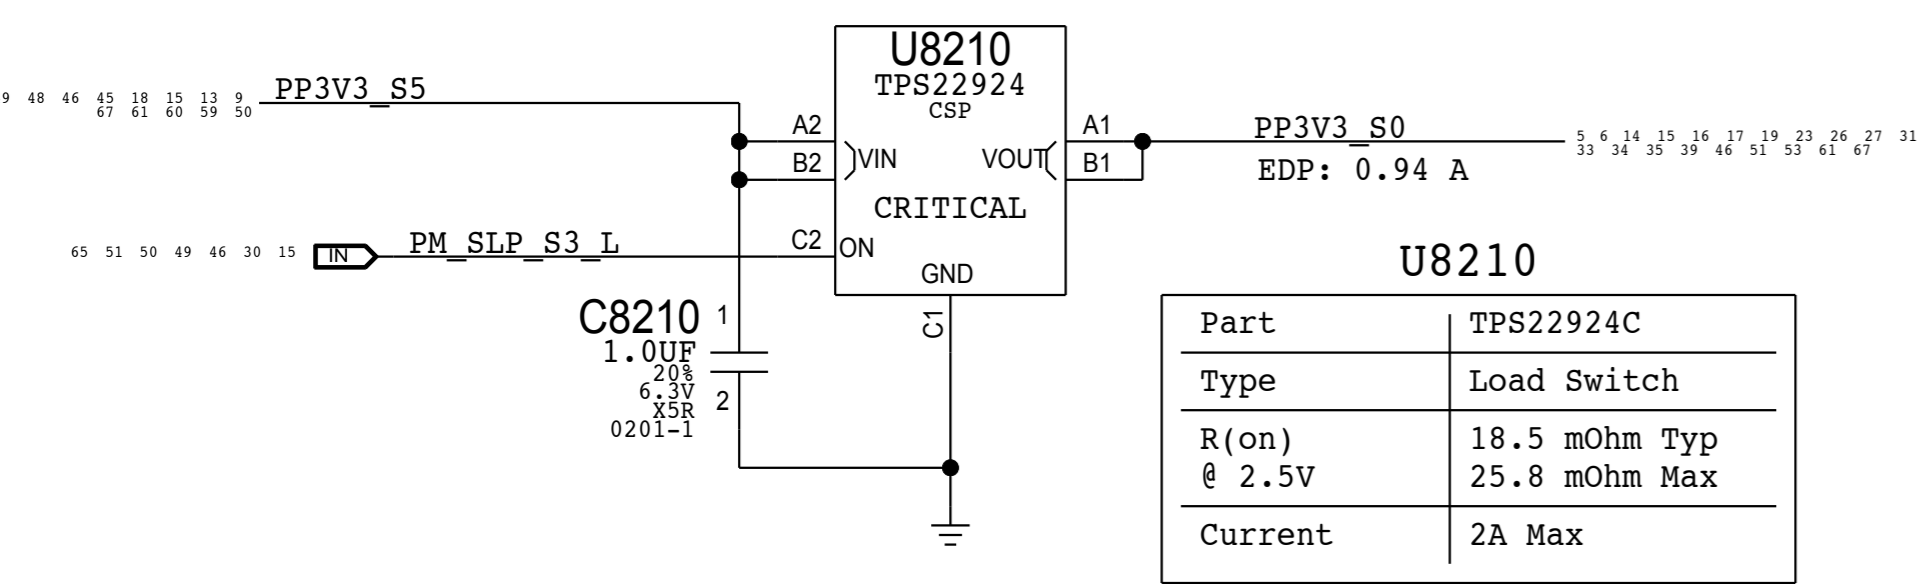 U8210
TPS22924
CSP
PP3V3_S5
9 48 46 45 18 15 13 9
67 61 60 59 50
A2
B2
VIN
VOUT
A1
B1
PP3V3_S0
EDP: 0.94 A
5 6 14 15 16 17 19 23 26 27 31
33 34 35 39 46 51 53 61 67
CRITICAL
65 51 50 49 46 30 15
IN
PM_SLP_S3_L
C2
ON
GND
C1
C8210
1
1.0UF
20%
6.3V
X5R
0201-1
2
U8210
Part TPS22924C
Type Load Switch
R(on) 18.5 mOhm Typ
@ 2.5V 25.8 mOhm Max
Current 2A Max